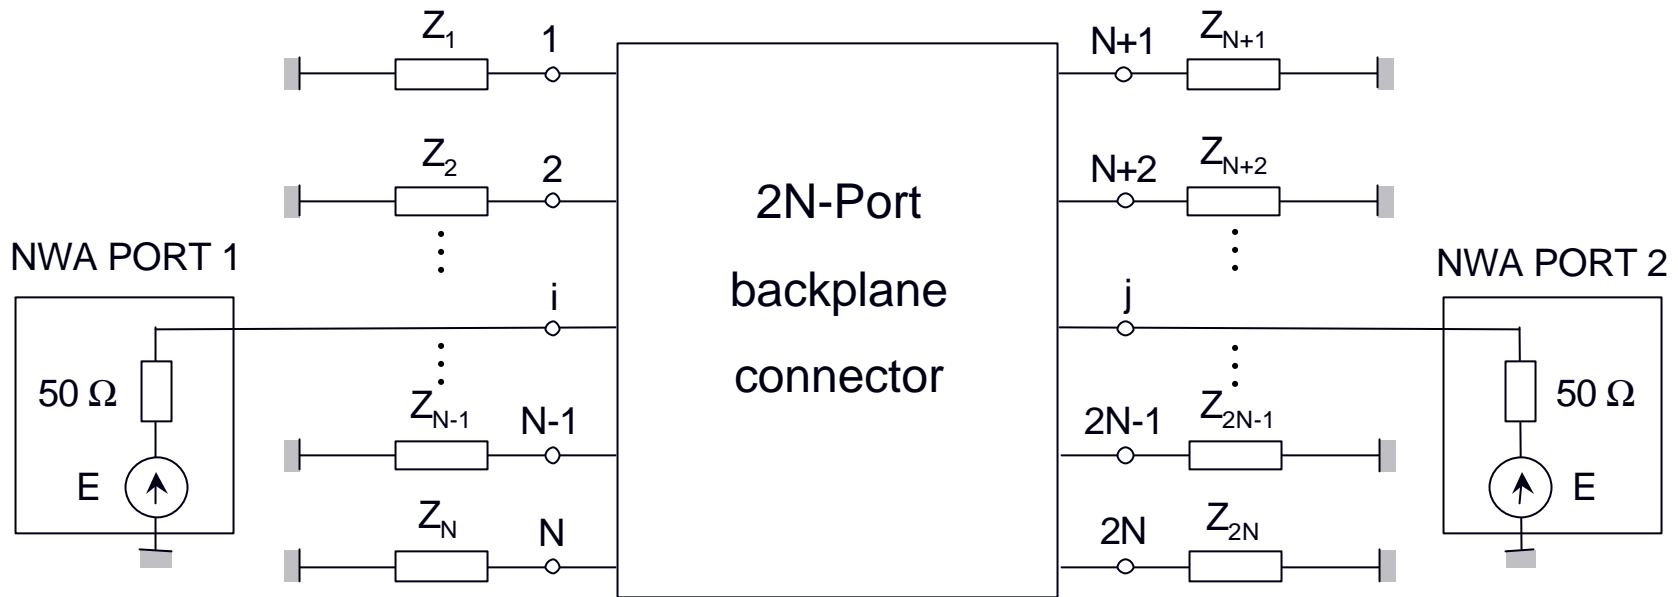 Z1 1 N+1 ZN+1
Z2 2 N+2 ZN+2
2N-Port
NWA PORT 1 NWA PORT 2
i j
backplane
50 Ω 50 Ω
connector
ZN-1 N-1 2N-1 Z2N-1
E E
ZN N 2N Z2N